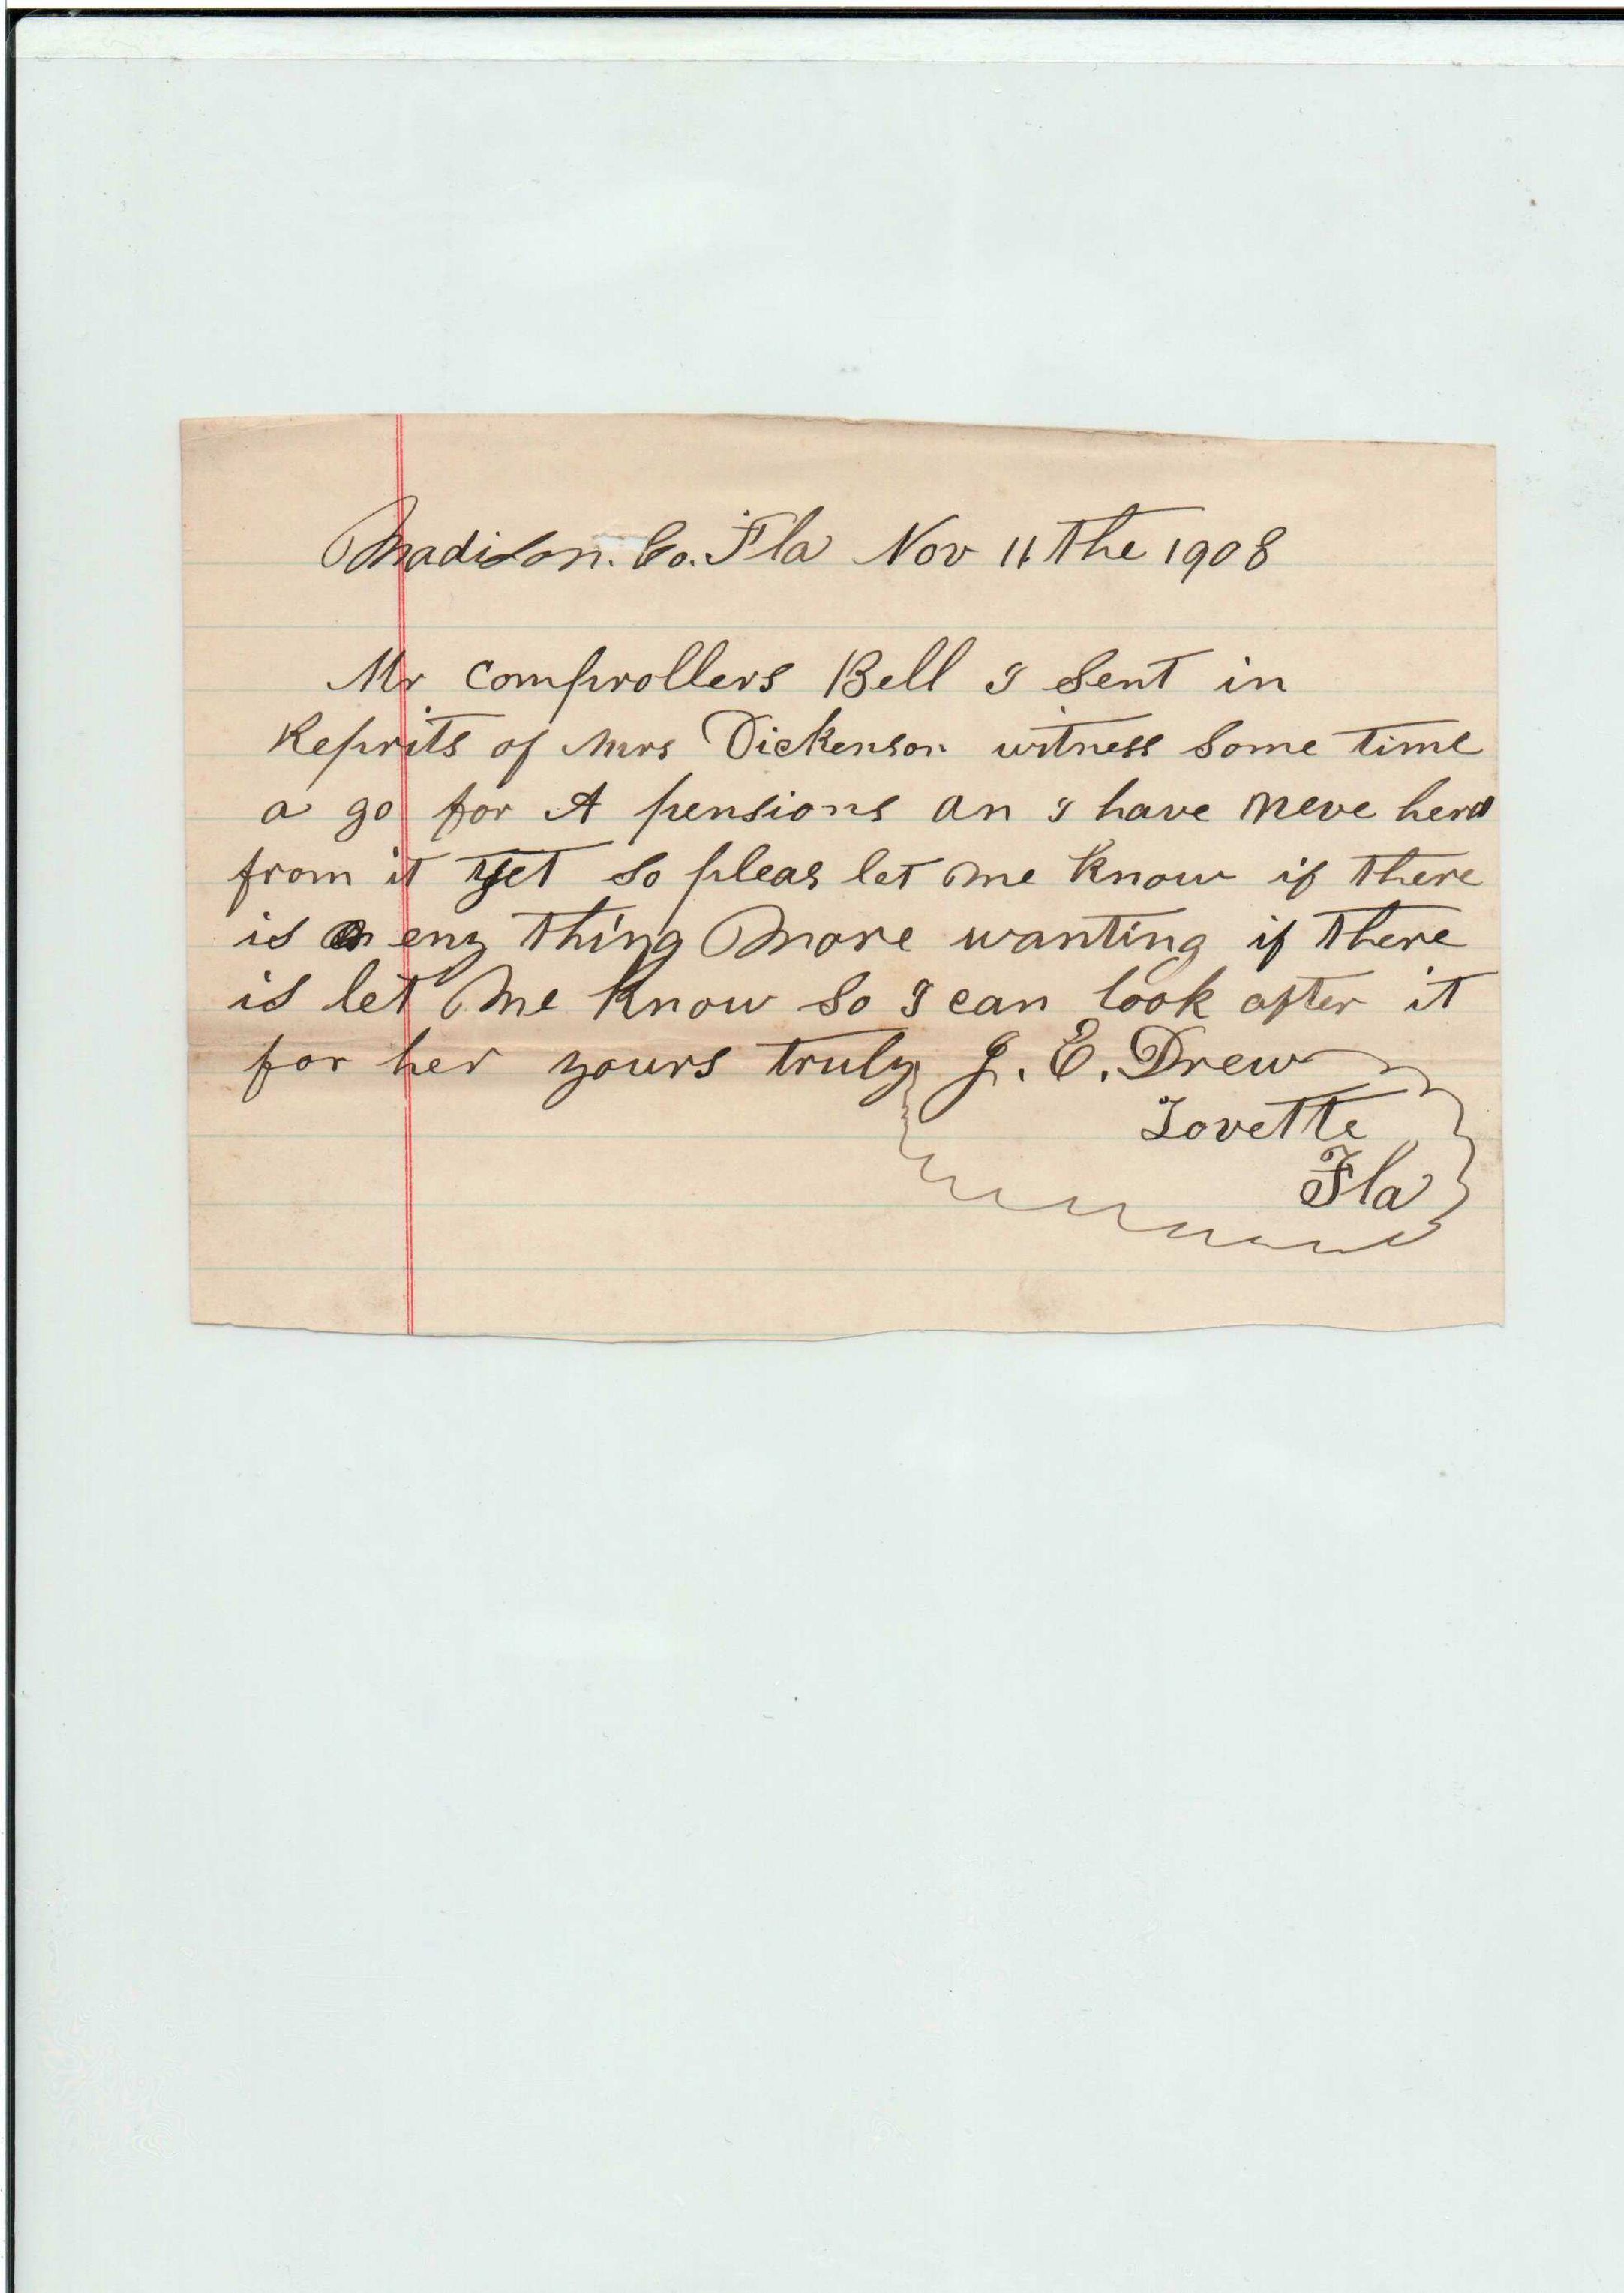 Madison. Co. Fla Nov 11 the 1908
Mr comprollers Bell I sent in
Reprits of Mrs Dickenson witness some time
a go for A pensions an I have neve herd
from it yet so pleas let me know if there
is eny thing more wanting if there
is let me know so I can look after it
for her yours truly J. E. Drew
Lovette
Fla